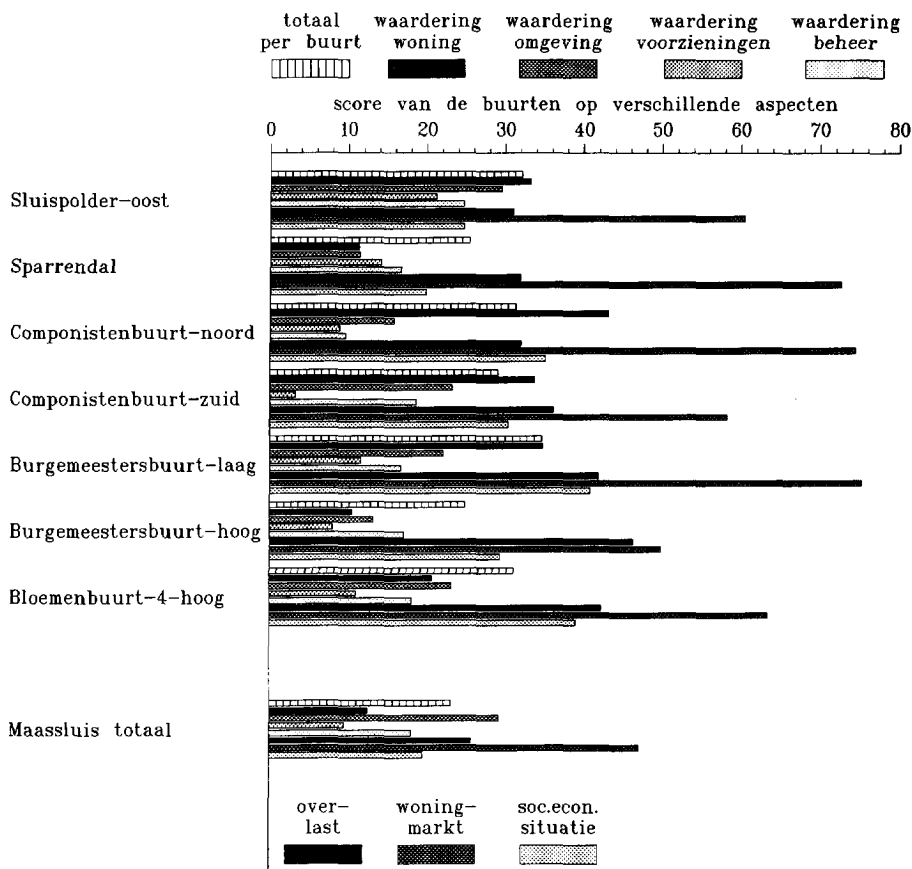 totaal waardering waardering waardering waardering
per buurt woning omgeving voorzieningen beheer
score van de buurten op verschillende aspecten
0 10 20 30 40 50 60 70 80
Sluispolder-oost
Sparrendal
Componistenbuurt-noord
Componistenbuurt-zuid
Burgemeestersbuurt-laag
Burgemeestersbuurt-hoog
Bloemenbuurt-4-hoog
Maassluis totaal
over- woning- soc.econ.
last markt situatie